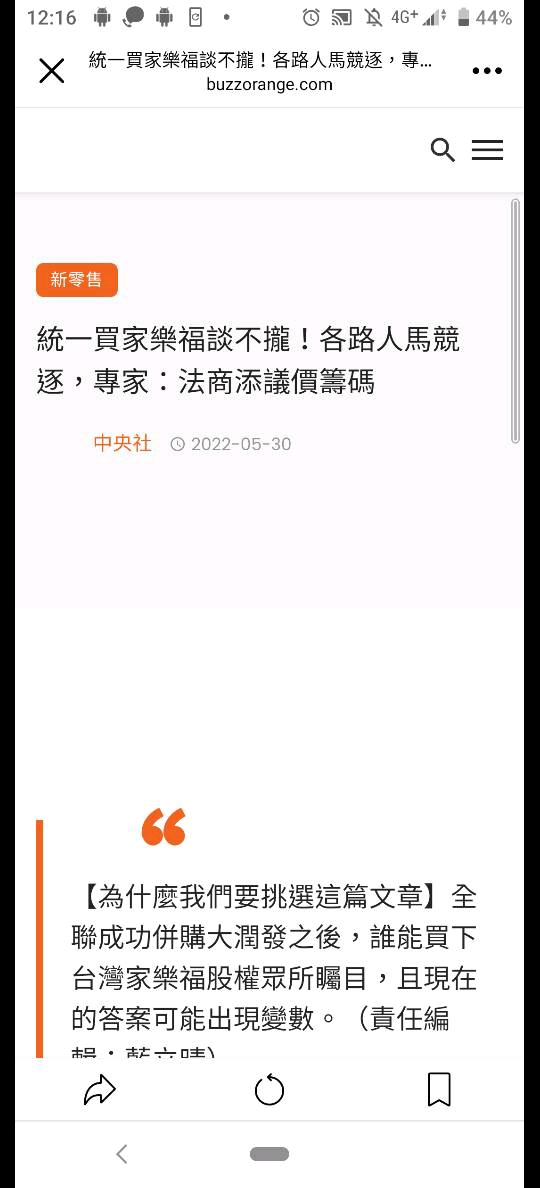 12:16
4G+
44%
統一買家樂福談不攏！各路人馬競逐，專...
buzzorange.com
新零售
統一買家樂福談不攏！各路人馬競
逐，專家：法商添議價籌碼
中央社 2022-05-30
【為什麼我們要挑選這篇文章】全
聯成功併購大潤發之後，誰能買下
台灣家樂福股權眾所矚目，且現在
的答案可能出現變數。（責任編
輯：藍立晴）